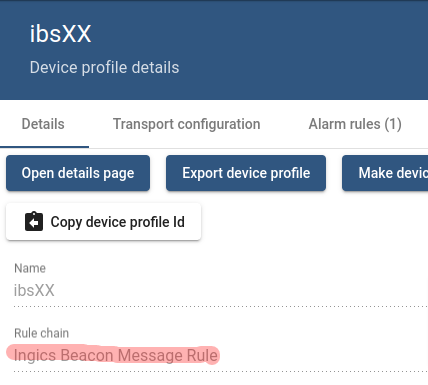 ibsXX
Device profile details
Details Transport configuration Alarm rules (1)
Open details page Export device profile Make devic
Copy device profile Id
Name
ibsXX
Rule chain
Ingics Beacon Message Rule